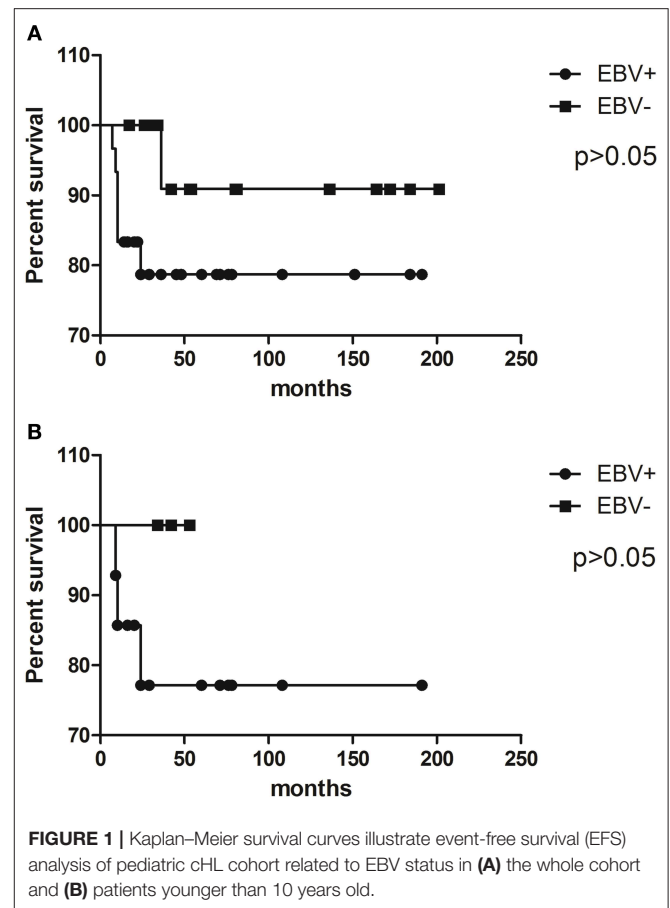 A
110
100
90
80
70
Percent survival
0 50 100 150 200 250
months
EBV+
EBV-
p>0.05
B
110
100
90
80
70
Percent survival
0 50 100 150 200 250
months
EBV+
EBV-
p>0.05
FIGURE 1 | Kaplan–Meier survival curves illustrate event-free survival (EFS)
analysis of pediatric cHL cohort related to EBV status in (A) the whole cohort
and (B) patients younger than 10 years old.